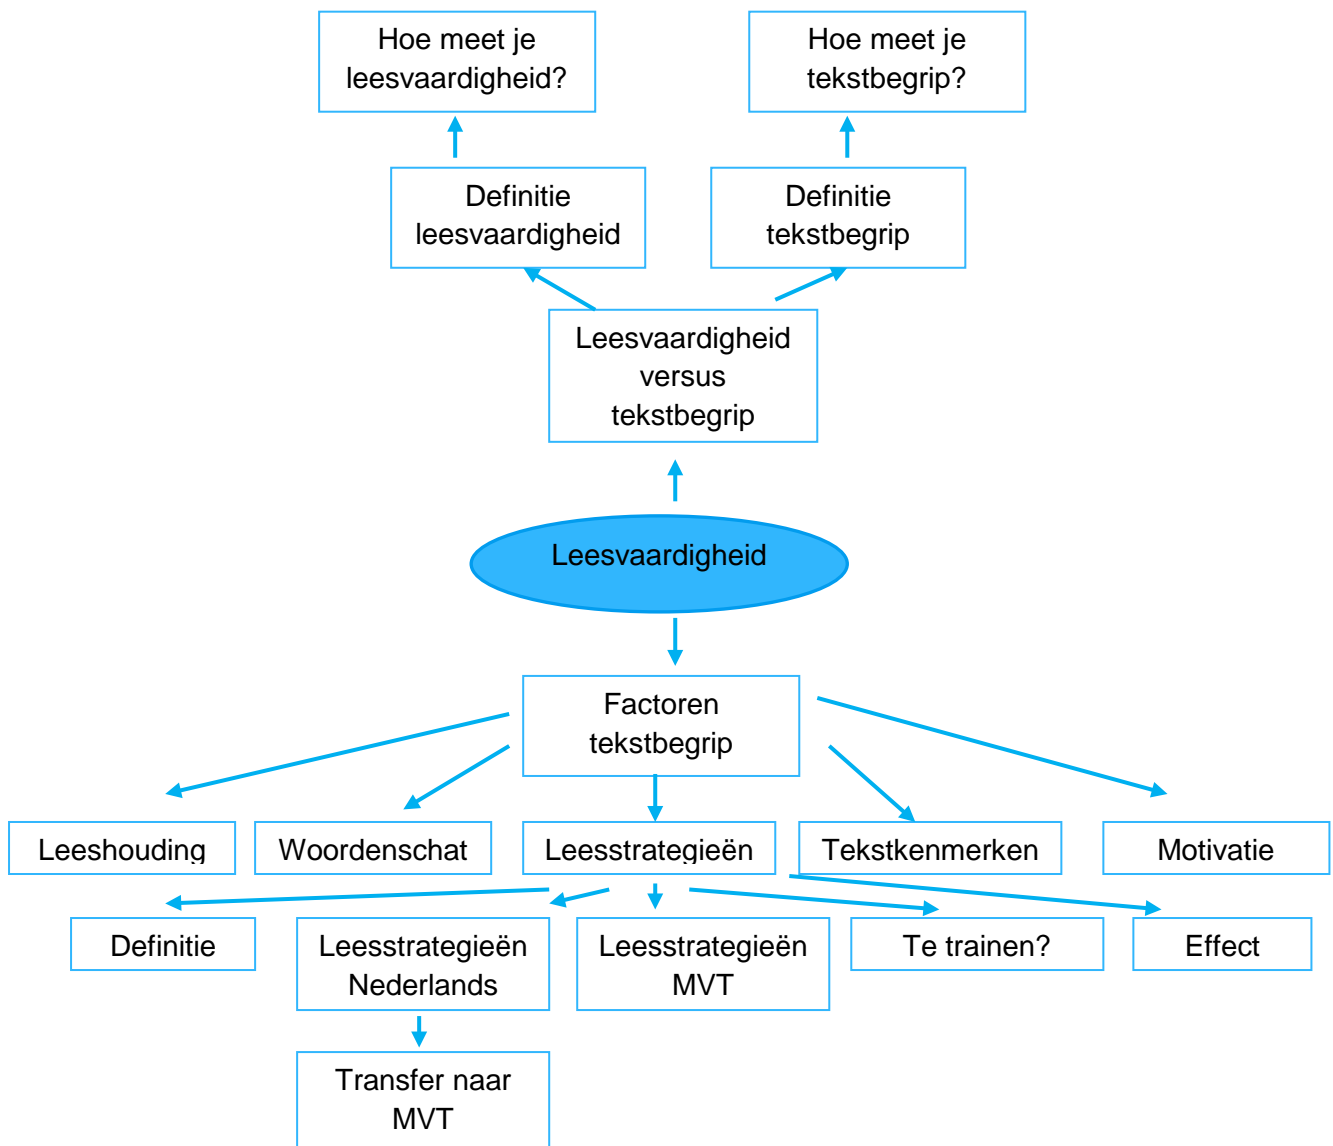 Hoe meet je
leesvaardigheid?
Hoe meet je
tekstbegrip?
Definitie
leesvaardigheid
Definitie
tekstbegrip
Leesvaardigheid
versus
tekstbegrip
Leesvaardigheid
Factoren
tekstbegrip
Leeshouding
Woordenschat
Leesstrategieën
Tekstkenmerken
Motivatie
Definitie
Leesstrategieën
Nederlands
Leesstrategieën
MVT
Te trainen?
Effect
Transfer naar
MVT